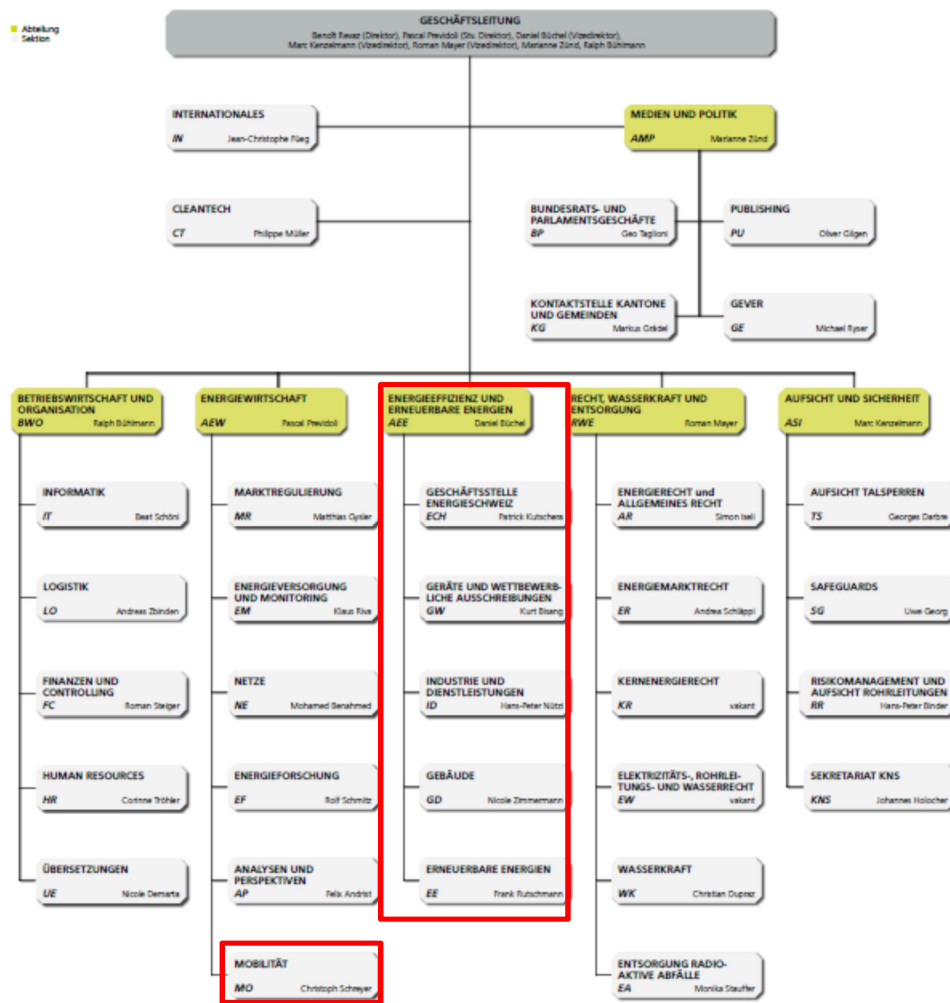 Abteilung
Sektion
GESCHÄFTSLEITUNG
Benoît Revaz (Direktor), Pascal Previdoli (Stv. Direktor), Daniel Büchel (Vizedirektor),
Marc Kenzelmann (Vizedirektor), Roman Mayer (Vizedirektor), Marianne Zünd, Ralph Bühlmann
INTERNATIONALES
IN Jean-Christophe Füeg
MEDIEN UND POLITIK
AMP Marianne Zünd
CLEANTECH
CT Philippe Müller
BUNDESRATS- UND
PARLAMENTSGESCHÄFTE
BP Geo Taglioni
PUBLISHING
PU Oliver Gilgen
KONTAKTSTELLE KANTONE
UND GEMEINDEN
KG Markus Grädel
GEVER
GE Michael Ryser
BETRIEBSWIRTSCHAFT UND
ORGANISATION
BWO Ralph Bühlmann
INFORMATIK
IT Beat Schöni
LOGISTIK
LO Andreas Zbinden
FINANZEN UND
CONTROLLING
FC Roman Steiger
HUMAN RESOURCES
HR Corinne Tröhler
ÜBERSETZUNGEN
UE Nicole Demarta
ENERGIEWIRTSCHAFT
AEW Pascal Previdoli
MARKTREGULIERUNG
MR Matthias Gysler
ENERGIEVERSORGUNG
UND MONITORING
EM Klaus Riva
NETZE
NE Mohamed Benahmed
ENERGIEFORSCHUNG
EF Rolf Schmitz
ANALYSEN UND
PERSPEKTIVEN
AP Felix Andrist
MOBILITÄT
MO Christoph Schreyer
ENERGIEEFFIZIENZ UND
ERNEUERBARE ENERGIEN
AEE Daniel Büchel
GESCHÄFTSSTELLE
ENERGIESCHWEIZ
ECH Patrick Kutschera
GERÄTE UND WETTBEWERB-
LICHE AUSSCHREIBUNGEN
GW Kurt Bisang
INDUSTRIE UND
DIENSTLEISTUNGEN
ID Hans-Peter Nützi
GEBÄUDE
GD Nicole Zimmermann
ERNEUERBARE ENERGIEN
EE Frank Rutschmann
RECHT, WASSERKRAFT UND
ENTSORGUNG
RWE Roman Mayer
ENERGIERECHT und
ALLGEMEINES RECHT
AR Simon Iseli
ENERGIEMARKTRECHT
ER Andrea Schläppi
KERNENERGIERECHT
KR vakant
ELEKTRIZITÄTS-, ROHRLEI-
TUNGS- UND WASSERRECHT
EW vakant
WASSERKRAFT
WK Christian Dupraz
ENTSORGUNG RADIO-
AKTIVE ABFÄLLE
EA Monika Stauffer
AUFSICHT UND SICHERHEIT
ASI Marc Kenzelmann
AUFSICHT TALSPERREN
TS Georges Darbre
SAFEGUARDS
SG Uwe Georg
RISIKOMANAGEMENT UND
AUFSICHT ROHRLEITUNGEN
RR Hans-Peter Binder
SEKRETARIAT KNS
KNS Johannes Holocher